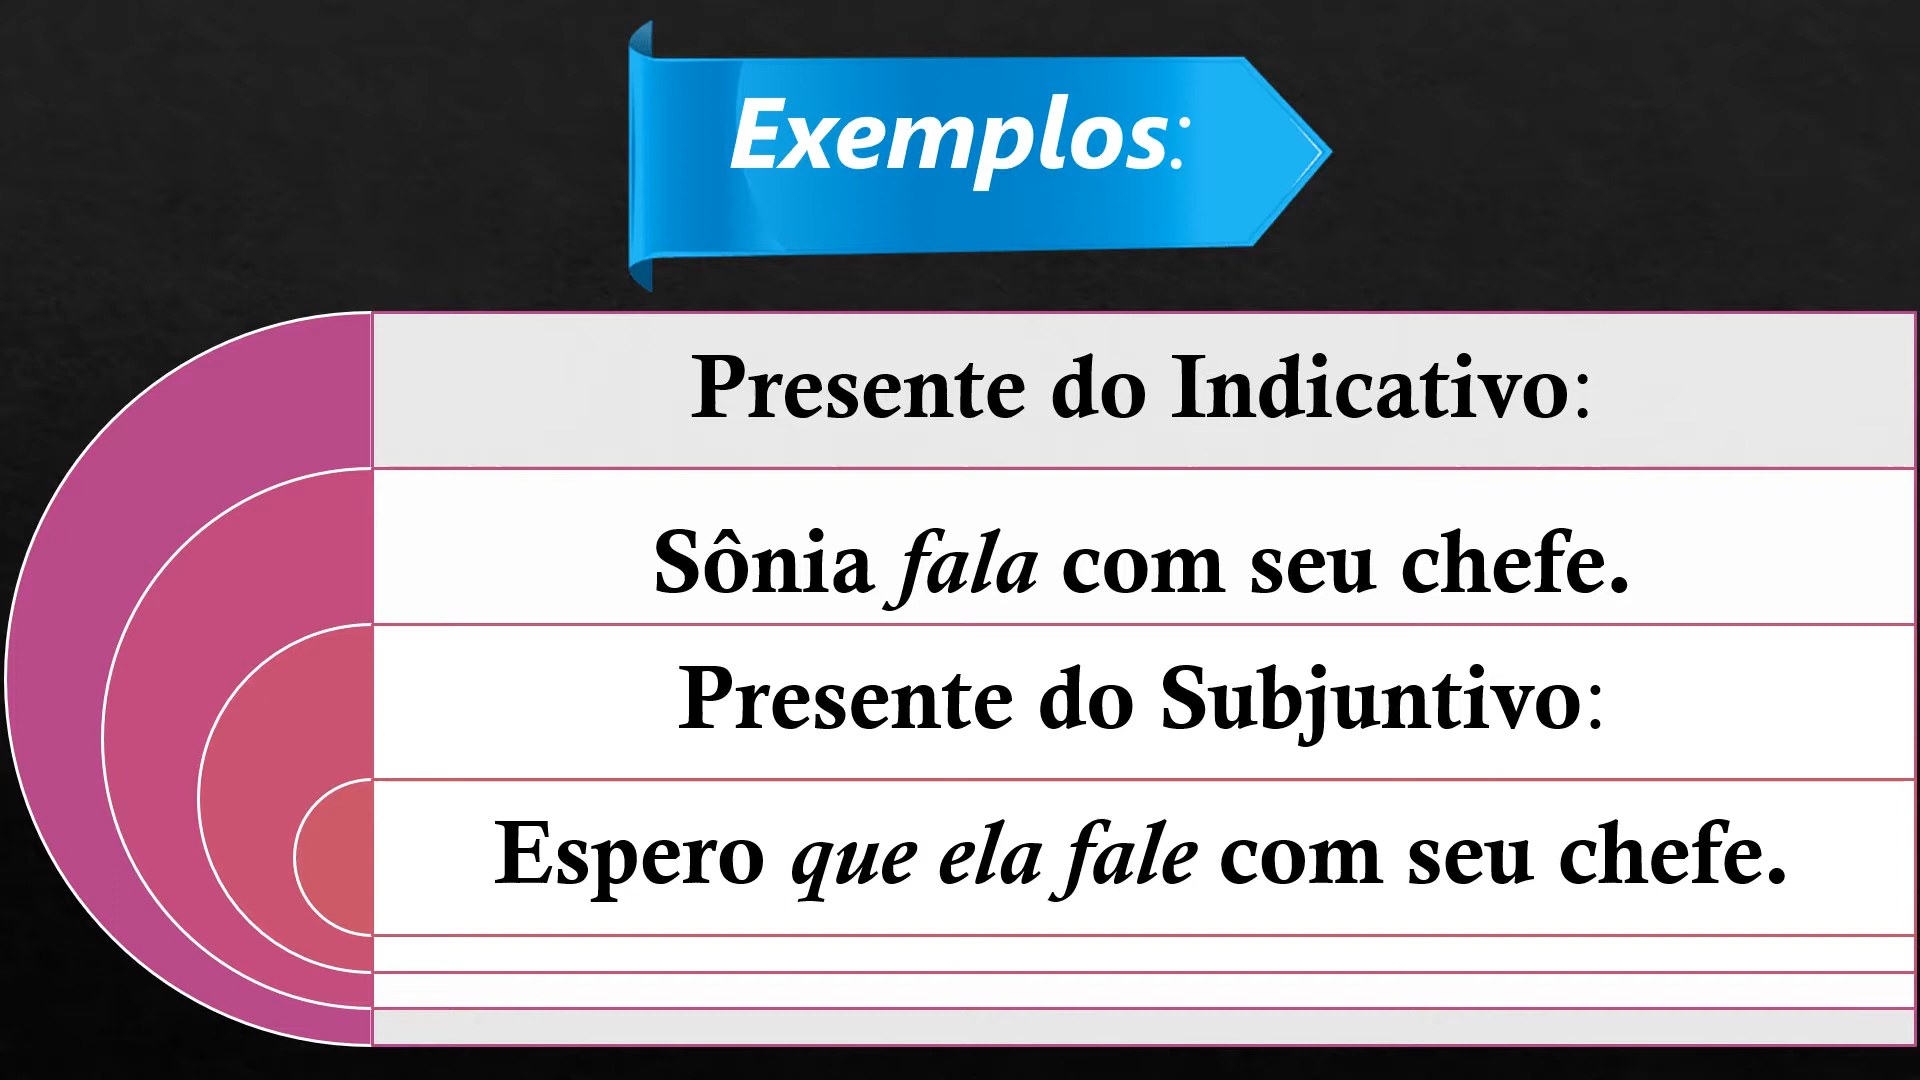 Exemplos:
Presente do Indicativo:
Sônia fala com seu chefe.
Presente do Subjuntivo:
Espero que ela fale com seu chefe.